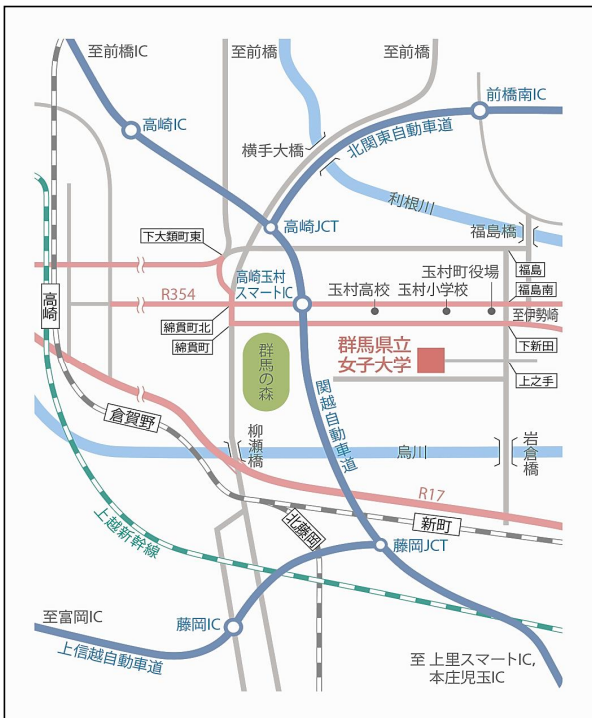 至前橋IC
至前橋
至前橋
前橋南IC
高崎IC
横手大橋
北関東自動車道
利根川
高崎JCT
福島橋
下大類町東
福島
玉村町役場
高崎玉村
スマートIC
玉村高校
玉村小学校
福島南
R354
高崎
至伊勢崎
綿貫町北
綿貫町
下新田
群馬の森
群馬県立
女子大学
上之手
関越自動車道
倉賀野
柳瀬橋
烏川
岩倉橋
R17
上越新幹線
北藤岡
新町
藤岡JCT
至富岡IC
藤岡IC
上信越自動車道
至 上里スマートIC,
本庄児玉IC